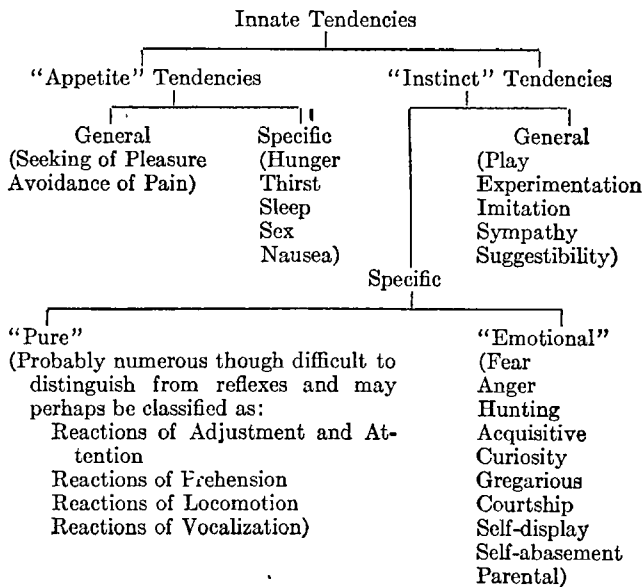 Innate Tendencies
"Appetite" Tendencies
"Instinct" Tendencies
General
(Seeking of Pleasure
Avoidance of Pain)
Specific
(Hunger
Thirst
Sleep
Sex
Nausea)
General
(Play
Experimentation
Imitation
Sympathy
Suggestibility)
Specific
"Pure"
(Probably numerous though difficult to
distinguish from reflexes and may
perhaps be classified as:
Reactions of Adjustment and At-
tention
Reactions of Prehension
Reactions of Locomotion
Reactions of Vocalization)
"Emotional"
(Fear
Anger
Hunting
Acquisitive
Curiosity
Gregarious
Courtship
Self-display
Self-abasement
Parental)